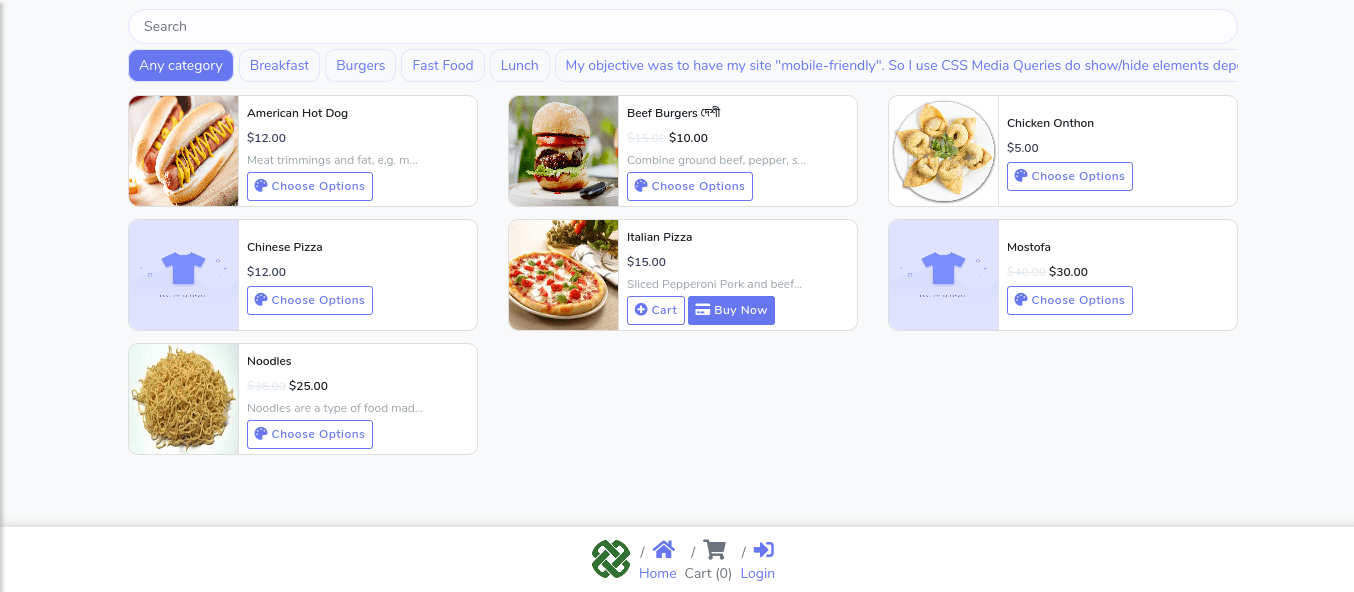 Search
Any category
Breakfast
Burgers
Fast Food
Lunch
My objective was to have my site "mobile-friendly". So I use CSS Media Queries do show/hide elements depe
American Hot Dog
$12.00
Meat trimmings and fat, e.g. m...
Choose Options
Beef Burgers দেশী
$15.00 $10.00
Combine ground beef, pepper, s...
Choose Options
Chicken Onthon
$5.00
Choose Options
Chinese Pizza
$12.00
Choose Options
Italian Pizza
$15.00
Sliced Pepperoni Pork and beef...
Cart
Buy Now
Mostofa
$40.00 $30.00
Choose Options
Noodles
$36.00 $25.00
Noodles are a type of food mad...
Choose Options
/ / /
Home Cart (0) Login